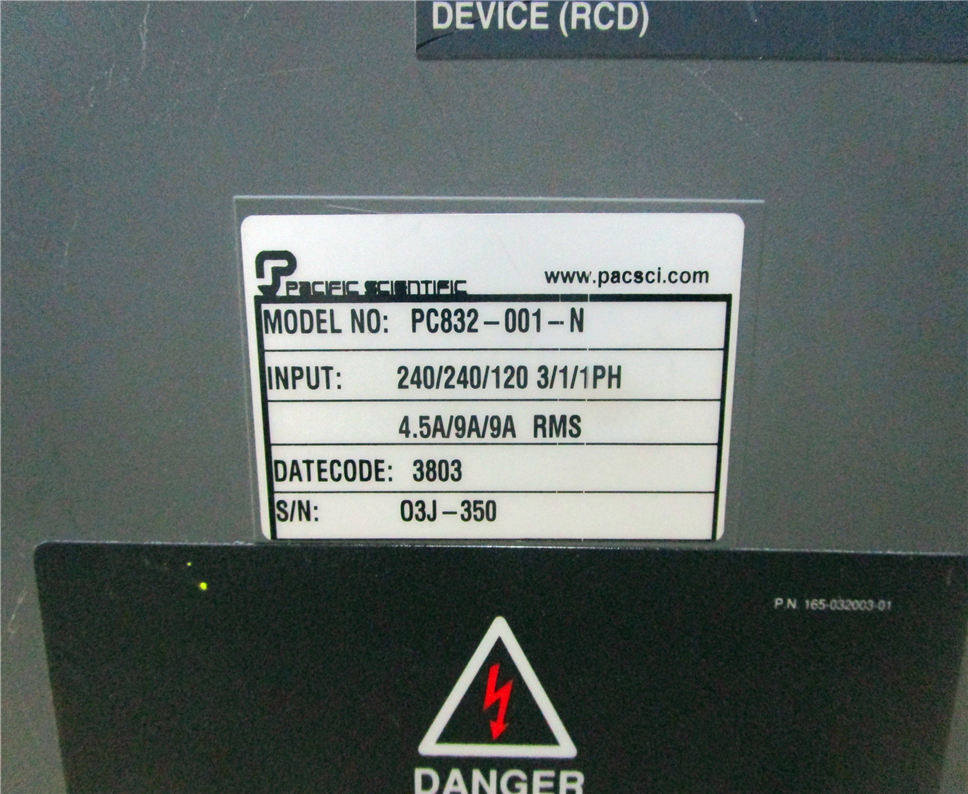 DEVICE (RCD)
PACIFIC SCIENTIFIC
www.pacsci.com
MODEL NO: PC832-001-N
INPUT: 240/240/120 3/1/1PH
4.5A/9A/9A RMS
DATECODE: 3803
S/N: 03J-350
P.N. 165-032003-01
DANGER